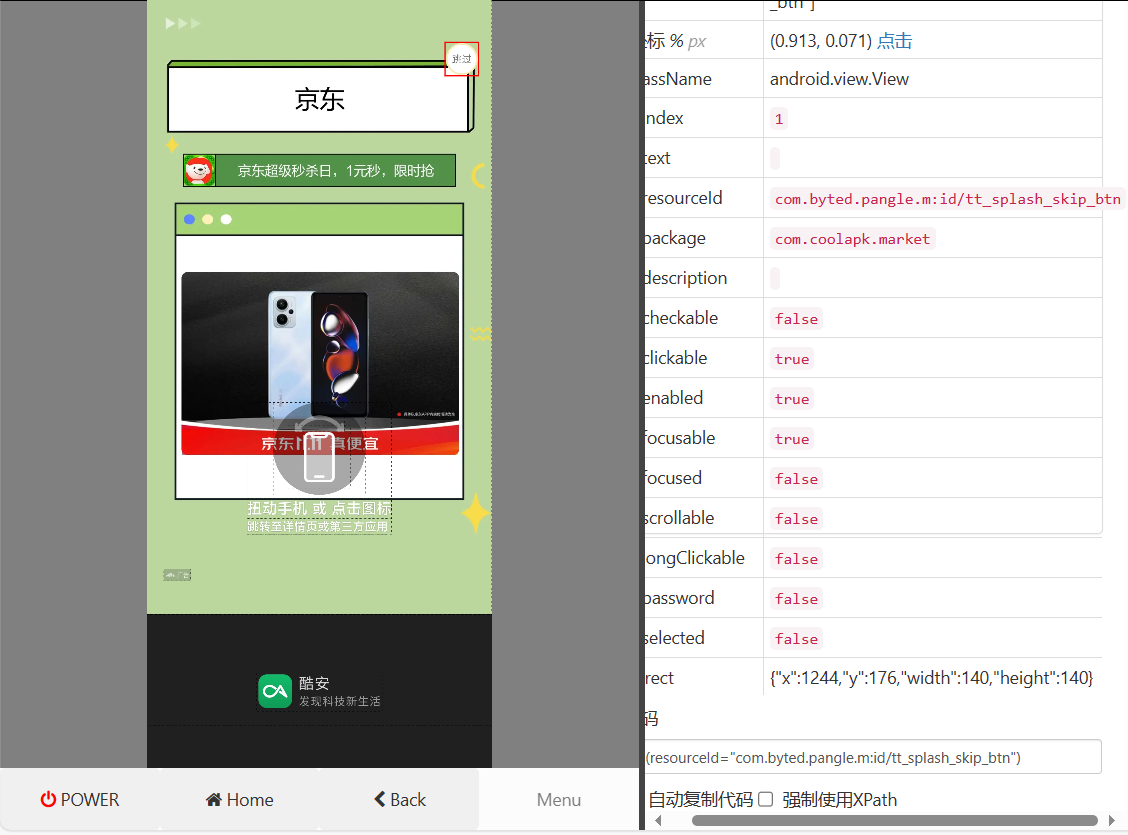 跳过
京东
京东超级秒杀日，1元秒，限时抢
京东11.11 真便宜
扭动手机 或 点击图标
跳转至详情页或第三方应用
酷安
发现科技新生活
POWER
Home
Back
Menu
_btn"]
标 % px (0.913, 0.071) 点击
assName android.view.View
index 1
text
resourceId com.byted.pangle.m:id/tt_splash_skip_btn
package com.coolapk.market
description
checkable false
clickable true
enabled true
focusable true
focused false
scrollable false
ongClickable false
password false
selected false
rect {"x":1244,"y":176,"width":140,"height":140}
码
(resourceId="com.byted.pangle.m:id/tt_splash_skip_btn")
自动复制代码 强制使用XPath